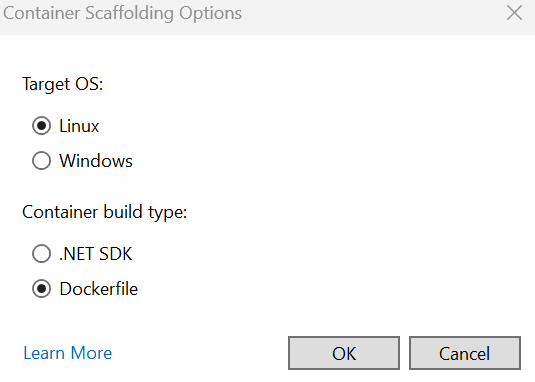 Container Scaffolding Options
Target OS:
Linux
Windows
Container build type:
.NET SDK
Dockerfile
Learn More
OK
Cancel